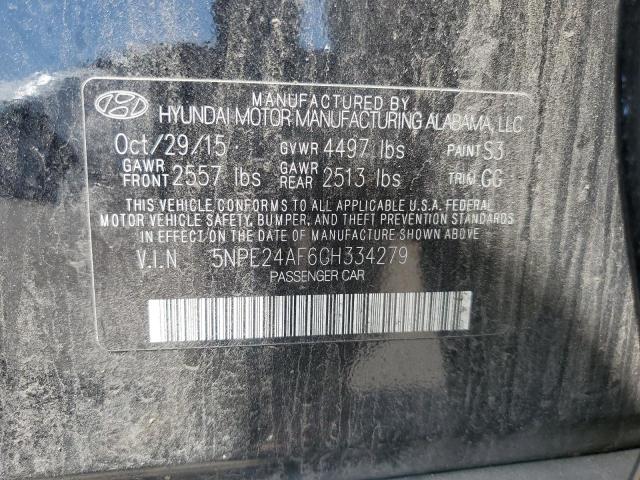 MANUFACTURED BY
HYUNDAI MOTOR MANUFACTURING ALABAMA, LLC
Oct/29/15 GVWR 4497 lbs PAINT S3
GAWR FRONT 2557 lbs GAWR REAR 2513 lbs TRIM GG
THIS VEHICLE CONFORMS TO ALL APPLICABLE U.S.A. FEDERAL
MOTOR VEHICLE SAFETY, BUMPER, AND THEFT PREVENTION STANDARDS
IN EFFECT ON THE DATE OF MANUFACTURE SHOWN ABOVE.
V.I.N 5NPE24AF6GH334279
PASSENGER CAR